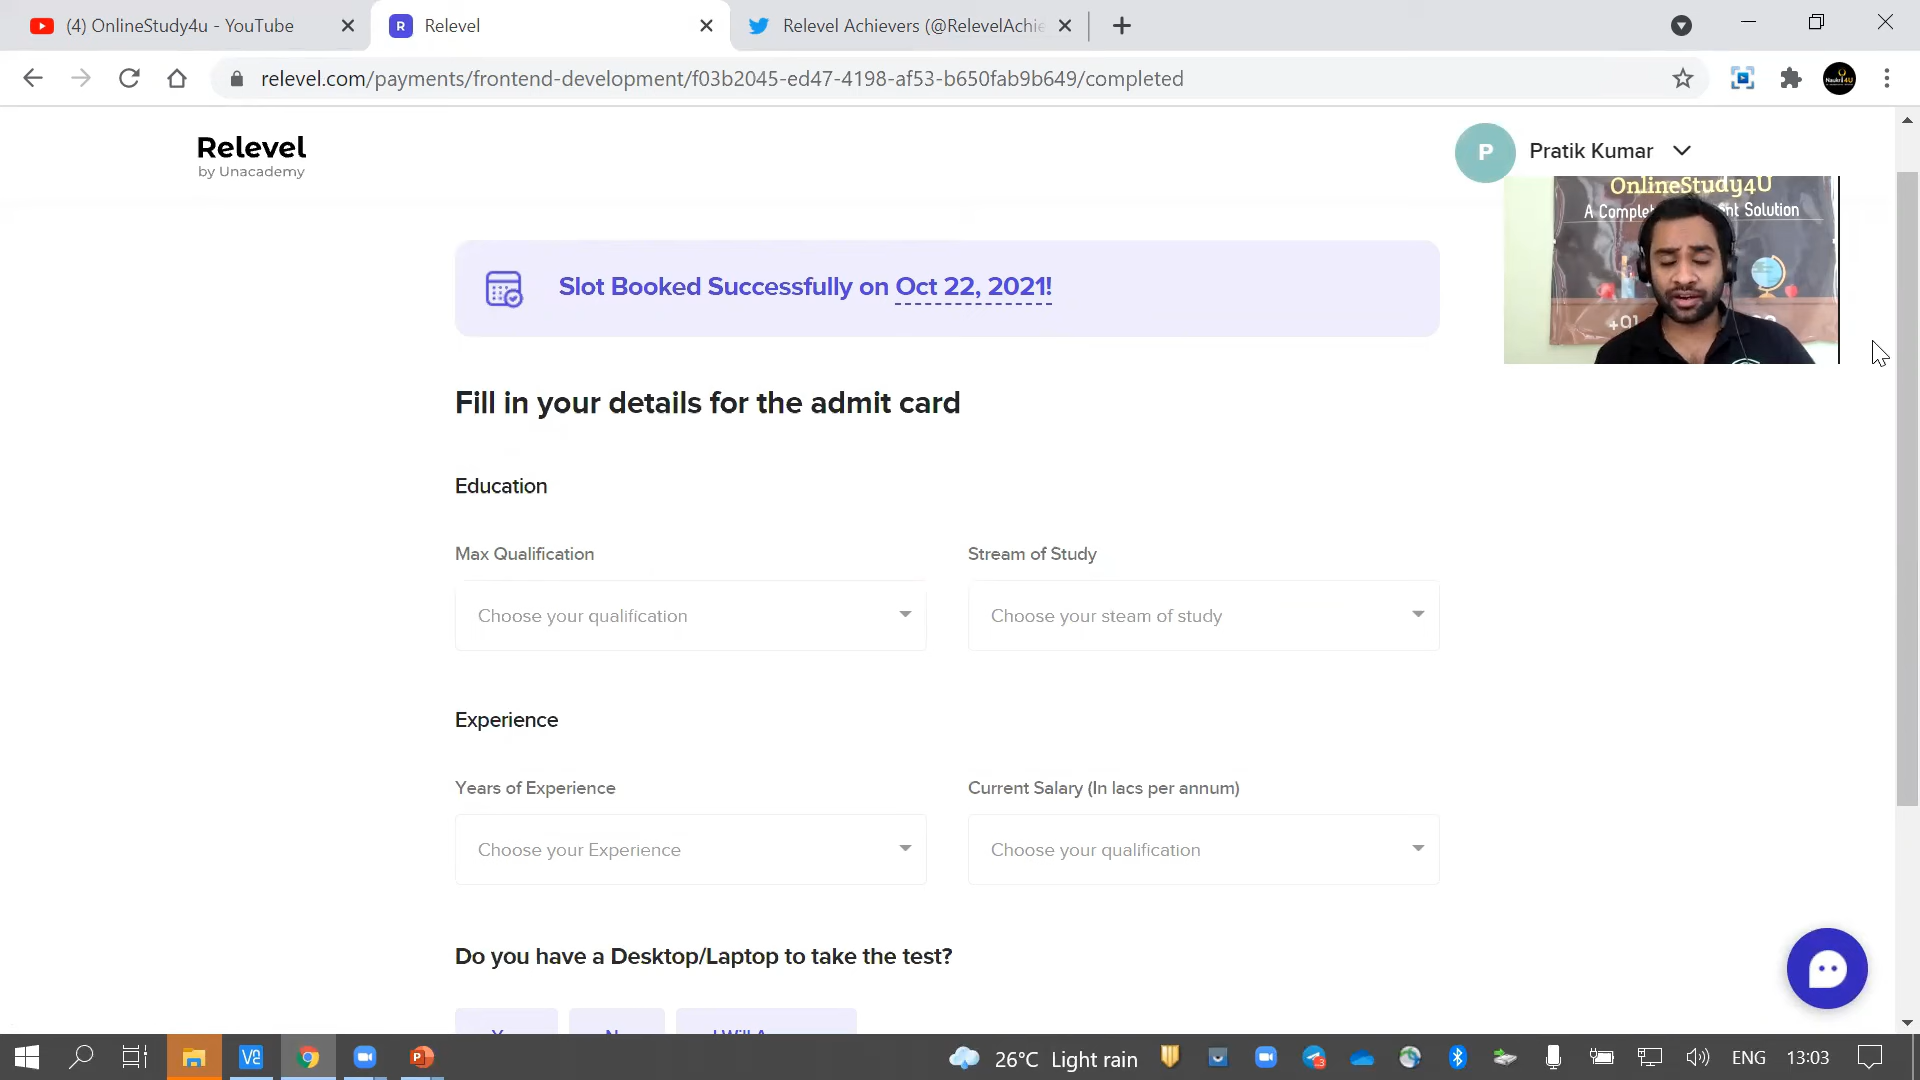 (4) OnlineStudy4u - YouTube
Relevel
Relevel Achievers (@RelevelAchie
relevel.com/payments/frontend-development/f03b2045-ed47-4198-af53-b650fab9b649/completed
Relevel
by Unacademy
P
Pratik Kumar
OnlineStudy4U
A Comple nt Solution
+91
Slot Booked Successfully on Oct 22, 2021!
Fill in your details for the admit card
Education
Max Qualification
Stream of Study
Choose your qualification
Choose your steam of study
Experience
Years of Experience
Current Salary (In lacs per annum)
Choose your Experience
Choose your qualification
Do you have a Desktop/Laptop to take the test?
26°C Light rain
ENG
13:03